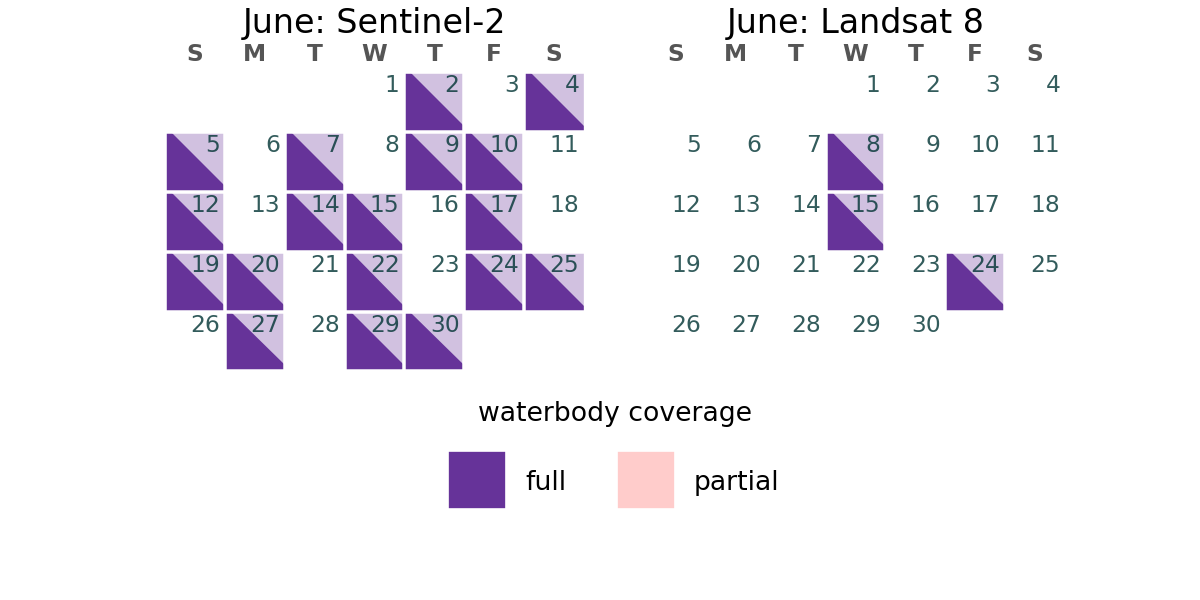 June: Sentinel-2
S M T W T F S
1 2 3 4
5 6 7 8 9 10 11
12 13 14 15 16 17 18
19 20 21 22 23 24 25
26 27 28 29 30
June: Landsat 8
S M T W T F S
1 2 3 4
5 6 7 8 9 10 11
12 13 14 15 16 17 18
19 20 21 22 23 24 25
26 27 28 29 30
waterbody coverage
full partial